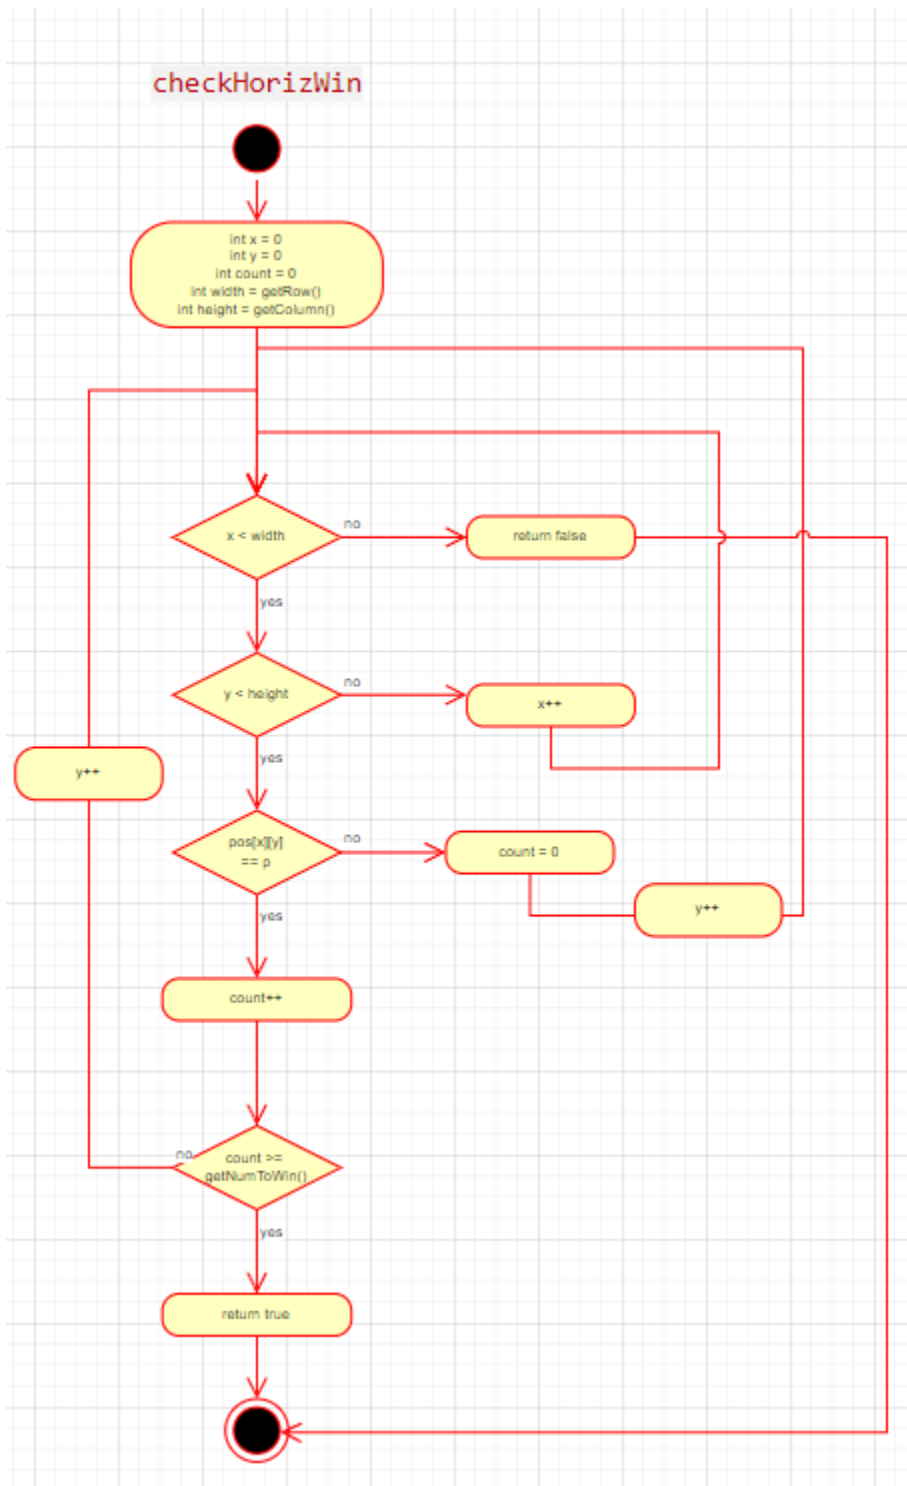 checkHorizWin
int x = 0
int y = 0
int count = 0
int width = getRow()
int height = getColumn()
x < width
no
return false
yes
y < height
no
x++
yes
y++
pos[x][y]
== p
no
count = 0
y++
yes
count++
no
count >=
getNumToWin()
yes
return true